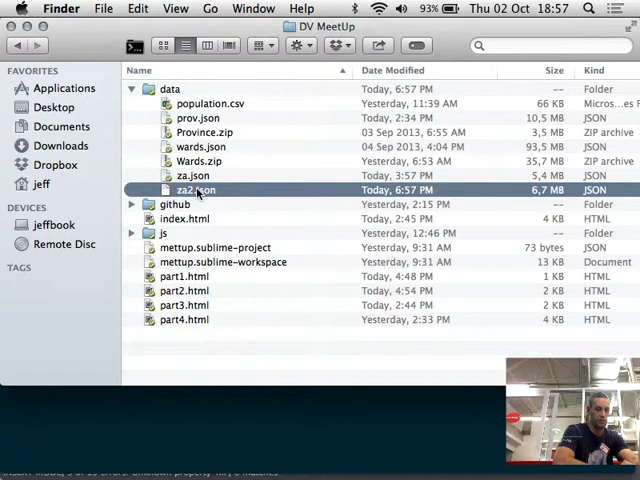 Finder File Edit View Go Window Help 93% Thu 02 Oct 18:57
DV MeetUp
FAVORITES
Applications
Desktop
Documents
Downloads
Dropbox
jeff
DEVICES
jeffbook
Remote Disc
TAGS
Name Date Modified Size Kind
data Today, 6:57 PM -- Folder
population.csv Yesterday, 11:39 AM 66 KB Micros...es
prov.json Today, 2:34 PM 10,5 MB JSON
Province.zip 03 Sep 2013, 6:55 AM 3,5 MB ZIP archive
wards.json 04 Sep 2013, 4:04 PM 93,5 MB JSON
Wards.zip Yesterday, 6:53 AM 35,7 MB ZIP archive
za.json Today, 3:57 PM 5,4 MB JSON
za2.json Today, 6:57 PM 6,7 MB JSON
github Yesterday, 2:15 PM -- Folder
index.html Today, 2:45 PM 4 KB HTML
js Yesterday, 12:46 PM -- Folder
mettup.sublime-project Yesterday, 9:31 AM 73 bytes JSON
mettup.sublime-workspace Yesterday, 9:31 AM 13 KB Document
part1.html Today, 4:48 PM 1 KB HTML
part2.html Today, 4:54 PM 2 KB HTML
part3.html Today, 2:44 PM 4 KB HTML
part4.html Yesterday, 2:33 PM 4 KB HTML